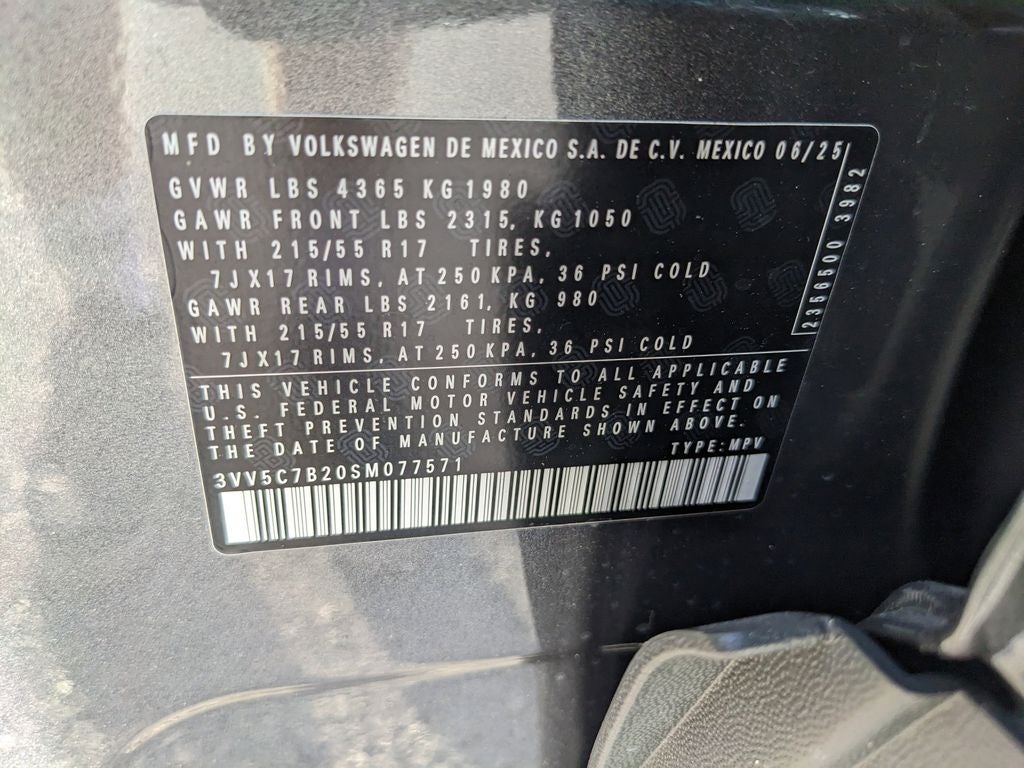 MFD BY VOLKSWAGEN DE MEXICO S.A. DE C.V. MEXICO 06/25
GVWR LBS 4365 KG 1980
GAWR FRONT LBS 2315, KG 1050
WITH 215/55 R17 TIRES,
7JX17 RIMS, AT 250 KPA, 36 PSI COLD
GAWR REAR LBS 2161, KG 980
WITH 215/55 R17 TIRES,
7JX17 RIMS, AT 250 KPA, 36 PSI COLD
2356500 3982
THIS VEHICLE CONFORMS TO ALL APPLICABLE
U.S. FEDERAL MOTOR VEHICLE SAFETY AND
THEFT PREVENTION STANDARDS IN EFFECT ON
THE DATE OF MANUFACTURE SHOWN ABOVE.
TYPE: MPV
3VV5C7B20SM077571